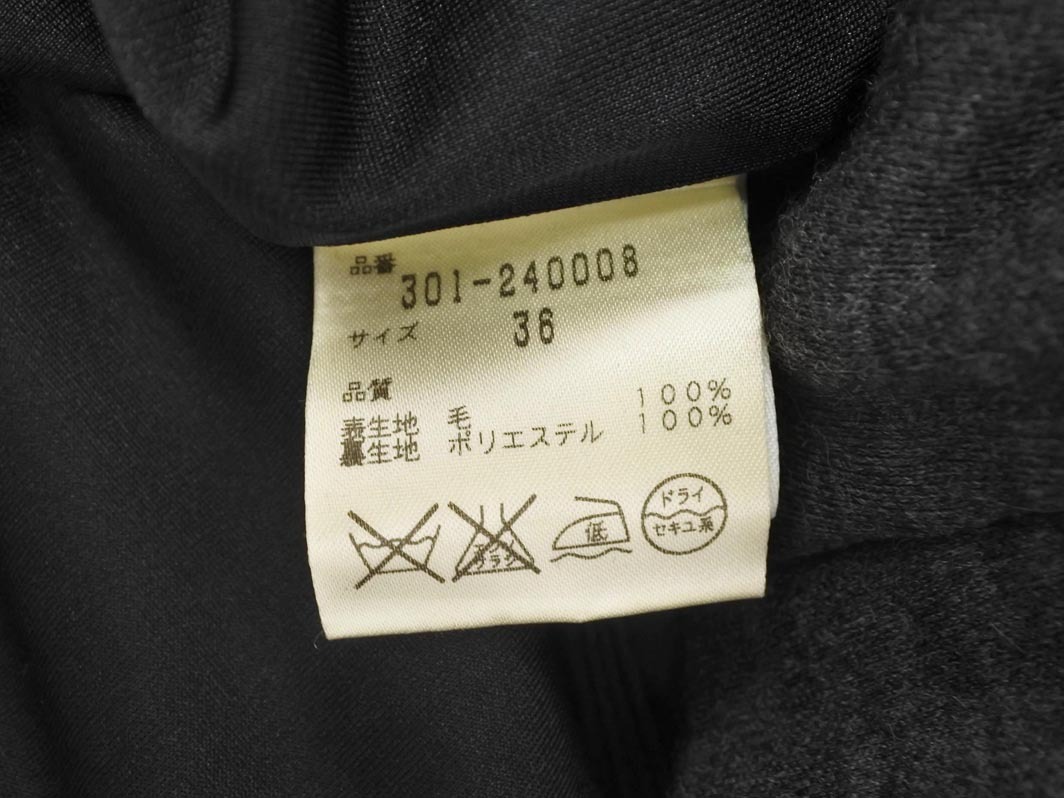 品番 301-240008
サイズ 36
品質
表生地 毛 100%
裏生地 ポリエステル 100%
低
ドライ
セキユ系